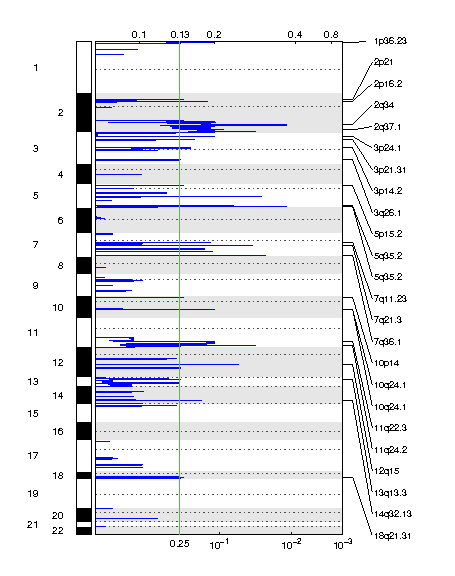 0.1 0.13 0.2 0.4 0.8
1
2
3
4
5
6
7
8
9
10
11
12
13
14
15
16
17
18
19
20
21
22
1p36.23
2p21
2p16.2
2q34
2q37.1
3p24.1
3p21.31
3p14.2
3q26.1
5p15.2
5q35.2
5q35.2
7q11.23
7q21.3
7q36.1
10p14
10q24.1
10q24.1
11q22.3
11q24.2
12q15
13q13.3
14q32.13
18q21.31
0.25 10⁻¹ 10⁻² 10⁻³